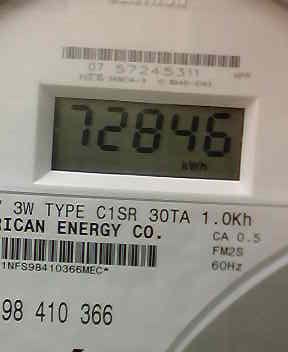 07 57245311
72846
kWh
3W TYPE C1SR 30TA 1.0Kh
RICAN ENERGY CO.
CA 0.5
FM2S
60Hz
1NFS98410366MEC*
98 410 366